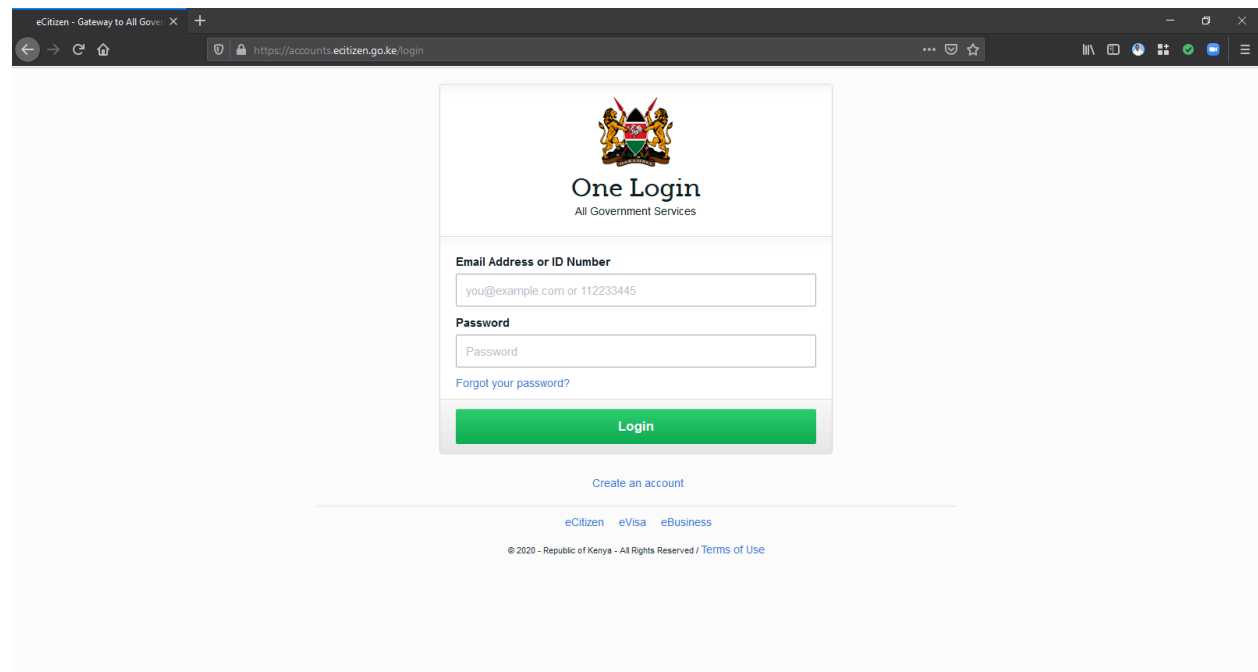 eCitizen - Gateway to All Gover
https://accounts.ecitizen.go.ke/login
One Login
All Government Services
Email Address or ID Number
you@example.com or 112233445
Password
Password
Forgot your password?
Login
Create an account
eCitizen eVisa eBusiness
© 2020 - Republic of Kenya - All Rights Reserved / Terms of Use